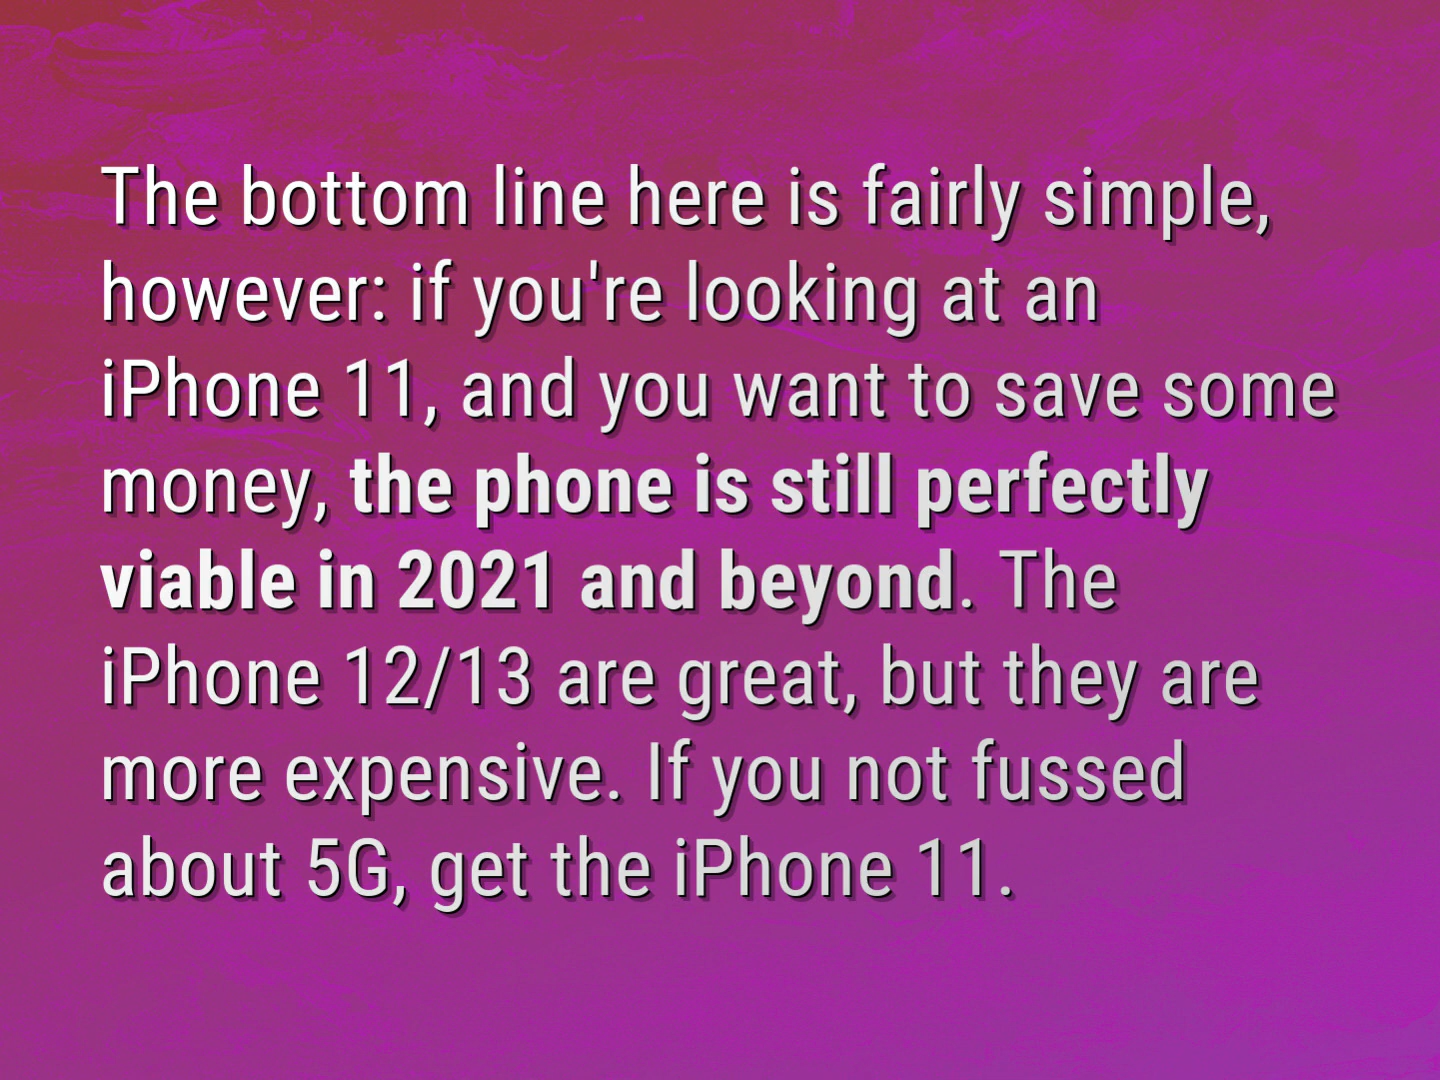 The bottom line here is fairly simple,
however: if you're looking at an
iPhone 11, and you want to save some
money, the phone is still perfectly
viable in 2021 and beyond. The
iPhone 12/13 are great, but they are
more expensive. If you not fussed
about 5G, get the iPhone 11.